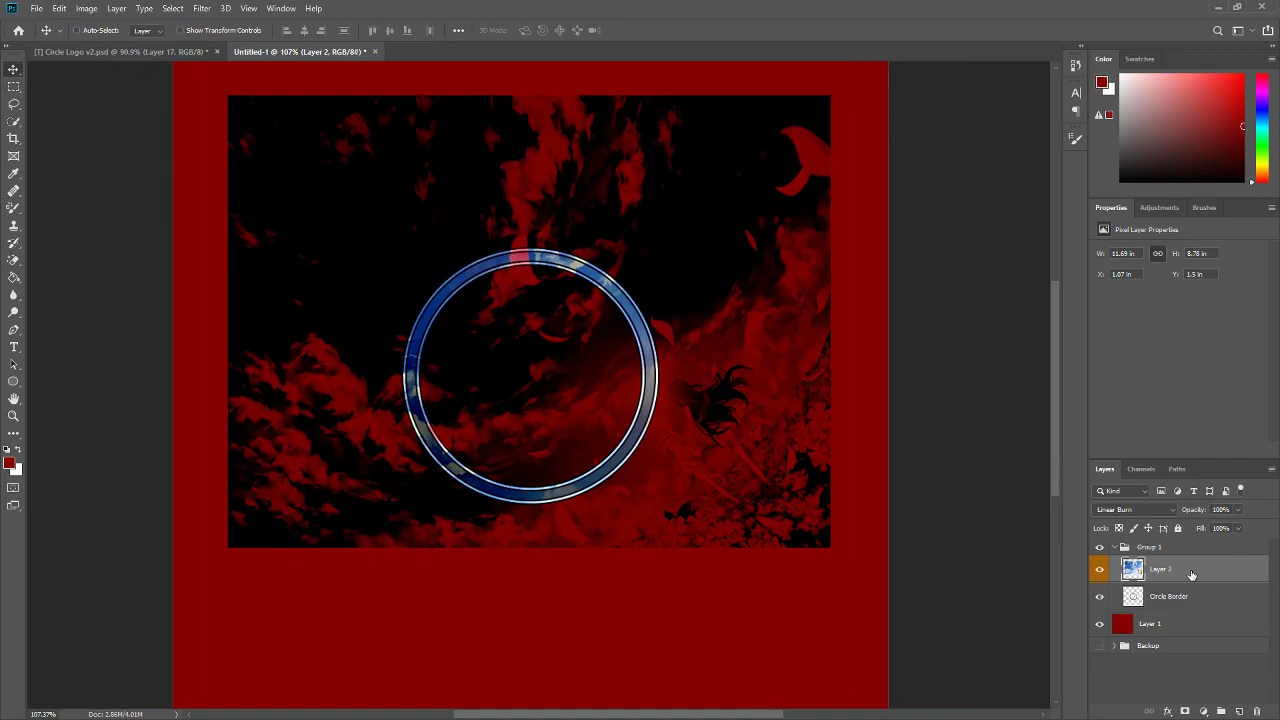 Ps File Edit Image Layer Type Select Filter 3D View Window Help
Auto-Select: Layer Show Transform Controls 3D Mode:
[T] Circle Logo v2.psd @ 90.9% (Layer 17, RGB/8) * × Untitled-1 @ 107% (Layer 2, RGB/8#) * ×
Color Swatches
Properties Adjustments Brushes
Pixel Layer Properties
W: 11.69 in H: 8.78 in
X: 1.07 in Y: 1.5 in
Layers Channels Paths
Kind
Linear Burn Opacity: 100%
Lock: Fill: 100%
Group 1
Layer 2
Circle Border
Layer 1
Backup
107.37% Doc: 2.86M/4.01M